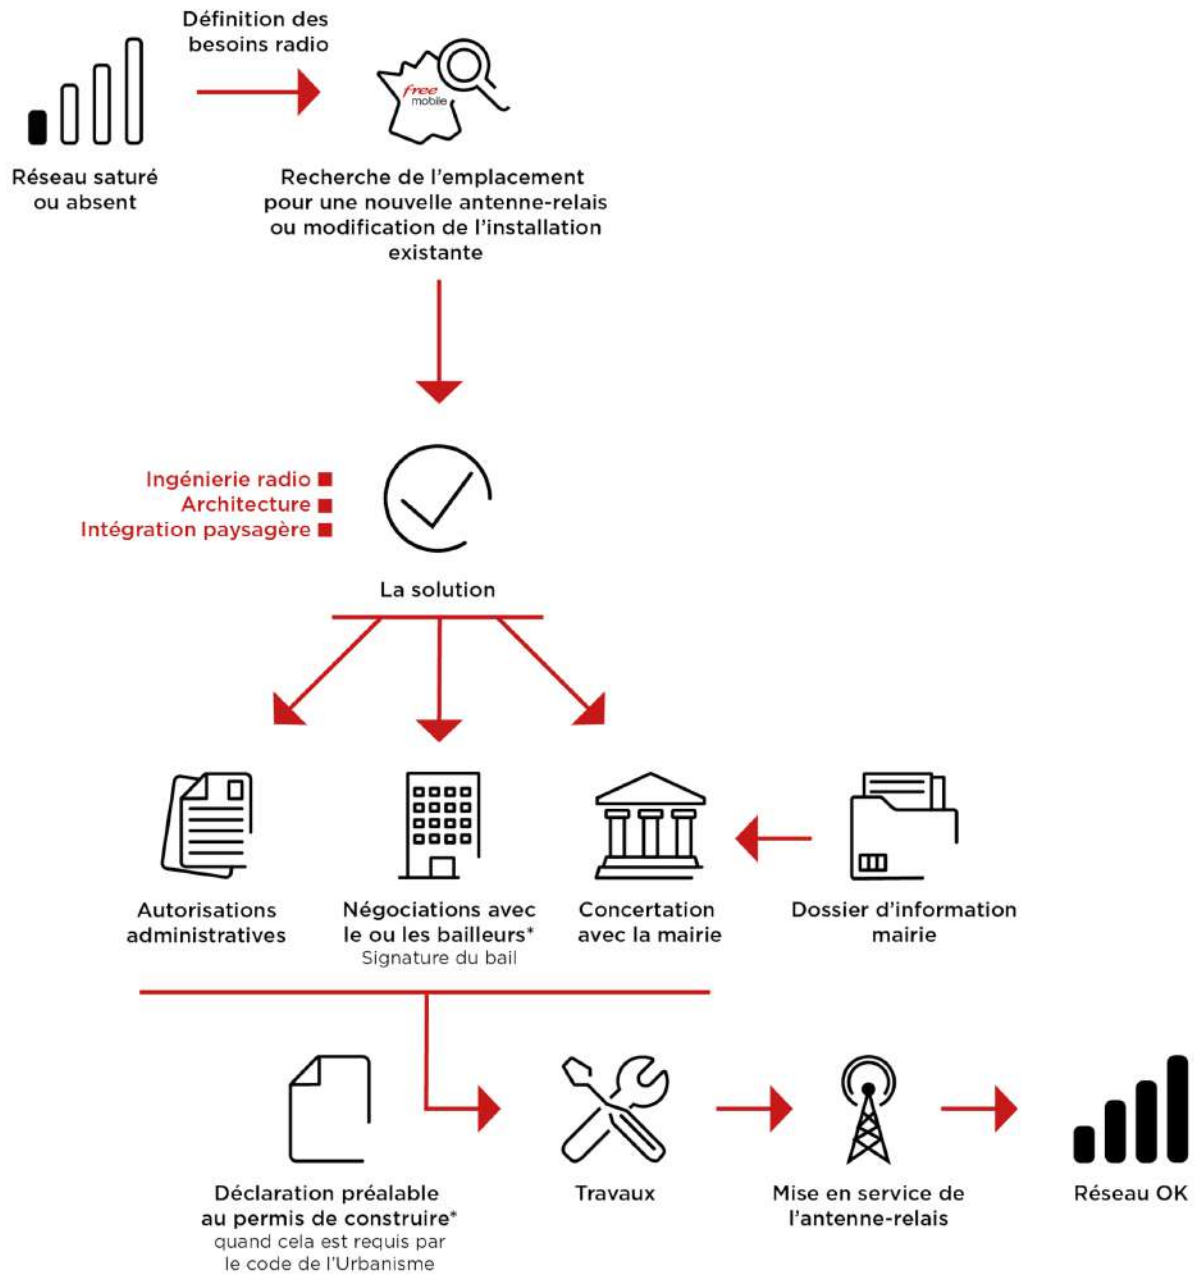 Définition des
besoins radio
free
mobile
Réseau saturé
ou absent
Recherche de l'emplacement
pour une nouvelle antenne-relais
ou modification de l'installation
existante
Ingénierie radio
Architecture
Intégration paysagère
La solution
Autorisations
administratives
Négociations avec
le ou les bailleurs*
Signature du bail
Concertation
avec la mairie
Dossier d'information
mairie
Déclaration préalable
au permis de construire*
quand cela est requis par
le code de l'Urbanisme
Travaux
Mise en service de
l'antenne-relais
Réseau OK